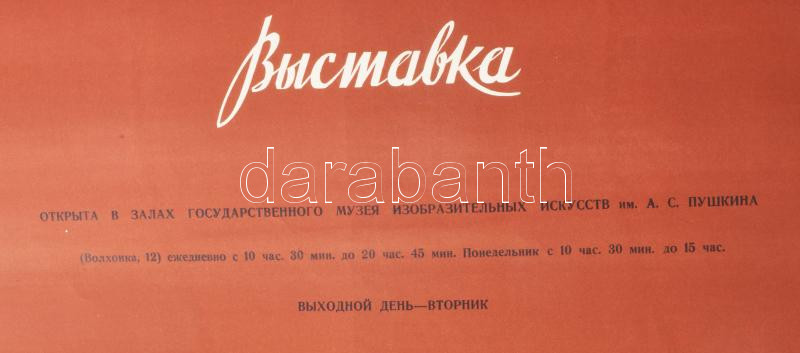 Выставка
darabanth
ОТКРЫТА В ЗАЛАХ ГОСУДАРСТВЕННОГО МУЗЕЯ ИЗОБРАЗИТЕЛЬНЫХ ИСКУССТВ им. А. С. ПУШКИНА
(Волхонка, 12) ежедневно с 10 час. 30 мин. до 20 час. 45 мин. Понедельник с 10 час. 30 мин. до 15 час.
ВЫХОДНОЙ ДЕНЬ—ВТОРНИК